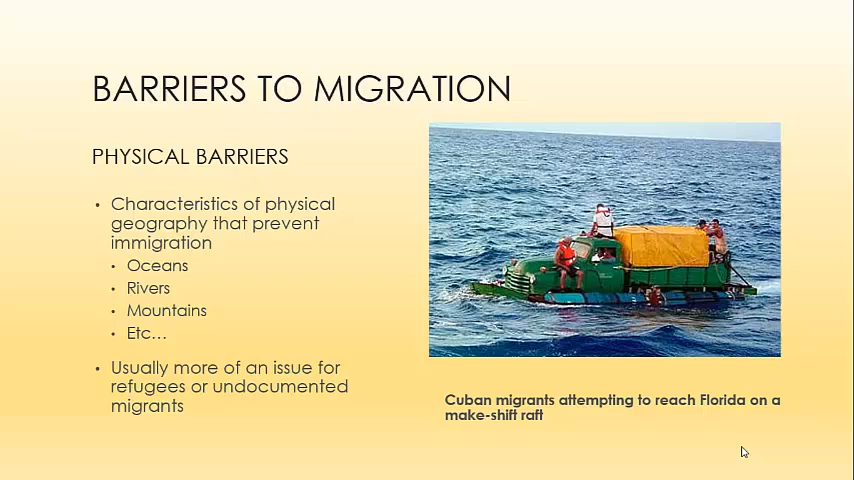 BARRIERS TO MIGRATION
PHYSICAL BARRIERS
• Characteristics of physical
geography that prevent
immigration
• Oceans
• Rivers
• Mountains
• Etc…
• Usually more of an issue for
refugees or undocumented
migrants
Cuban migrants attempting to reach Florida on a
make-shift raft